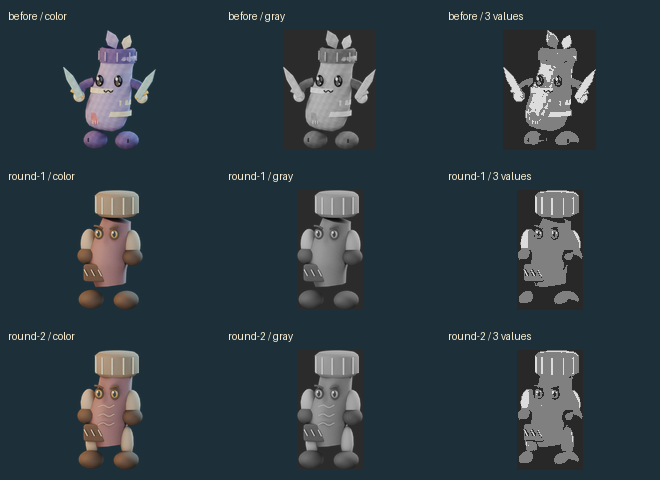 before / color
before / gray
before / 3 values
round-1 / color
round-1 / gray
round-1 / 3 values
round-2 / color
round-2 / gray
round-2 / 3 values